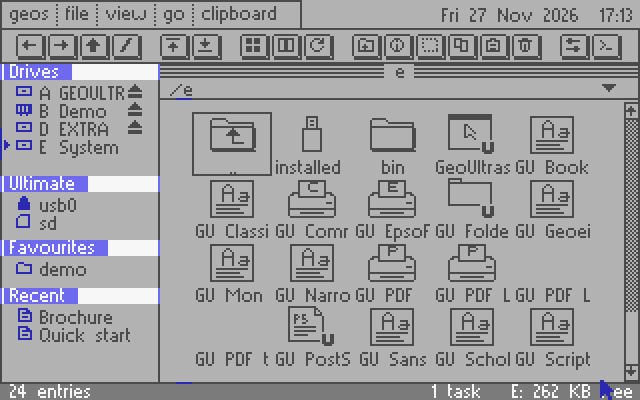 geos file view go clipboard Fri 27 Nov 2026 17:13
Drives
e
A GEOULTR
/e
B Demo
D EXTRA
E System
.. installed bin GeoUltras GU Book
Ultimate
usb0
sd
GU Classi GU Comr GU EpsoF GU Folde GU Geoei
Favourites
demo
Recent
GU Mon GU Narro GU PDF GU PDF L GU PDF L
Brochure
Quick start
GU PDF t GU PostS GU Sans GU Schol GU Script
24 entries 1 task E: 262 KB